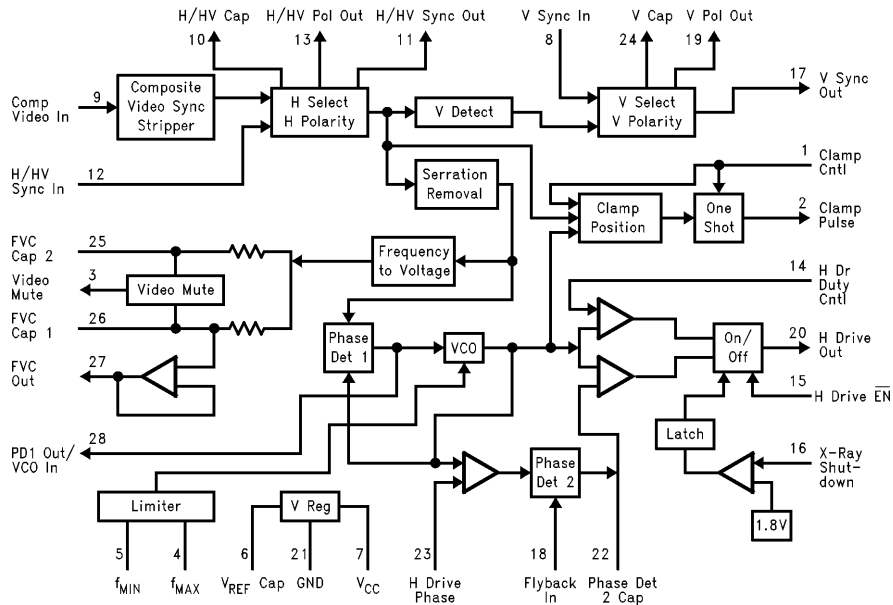 H/HV Cap
10
H/HV Pol Out
13
H/HV Sync Out
11
V Sync In
8
V Cap
24
V Pol Out
19
Comp
Video In
9
Composite
Video Sync
Stripper
H Select
H Polarity
V Detect
V Select
V Polarity
17
V Sync
Out
H/HV
Sync In
12
Serration
Removal
Clamp
Position
One
Shot
1
Clamp
Cntl
2
Clamp
Pulse
FVC
Cap 2
25
Video
Mute
3
Video Mute
FVC
Cap 1
26
FVC
Out
27
Frequency
to Voltage
Phase
Det 1
VCO
14
H Dr
Duty
Cntl
On/
Off
20
H Drive
Out
15
H Drive E̅N̅
PD1 Out/
VCO In
28
Latch
16
X-Ray
Shut-
down
1.8V
Limiter
V Reg
Phase
Det 2
5
fMIN
4
fMAX
6
VREF Cap
21
GND
7
VCC
23
H Drive
Phase
18
Flyback
In
22
Phase Det
2 Cap